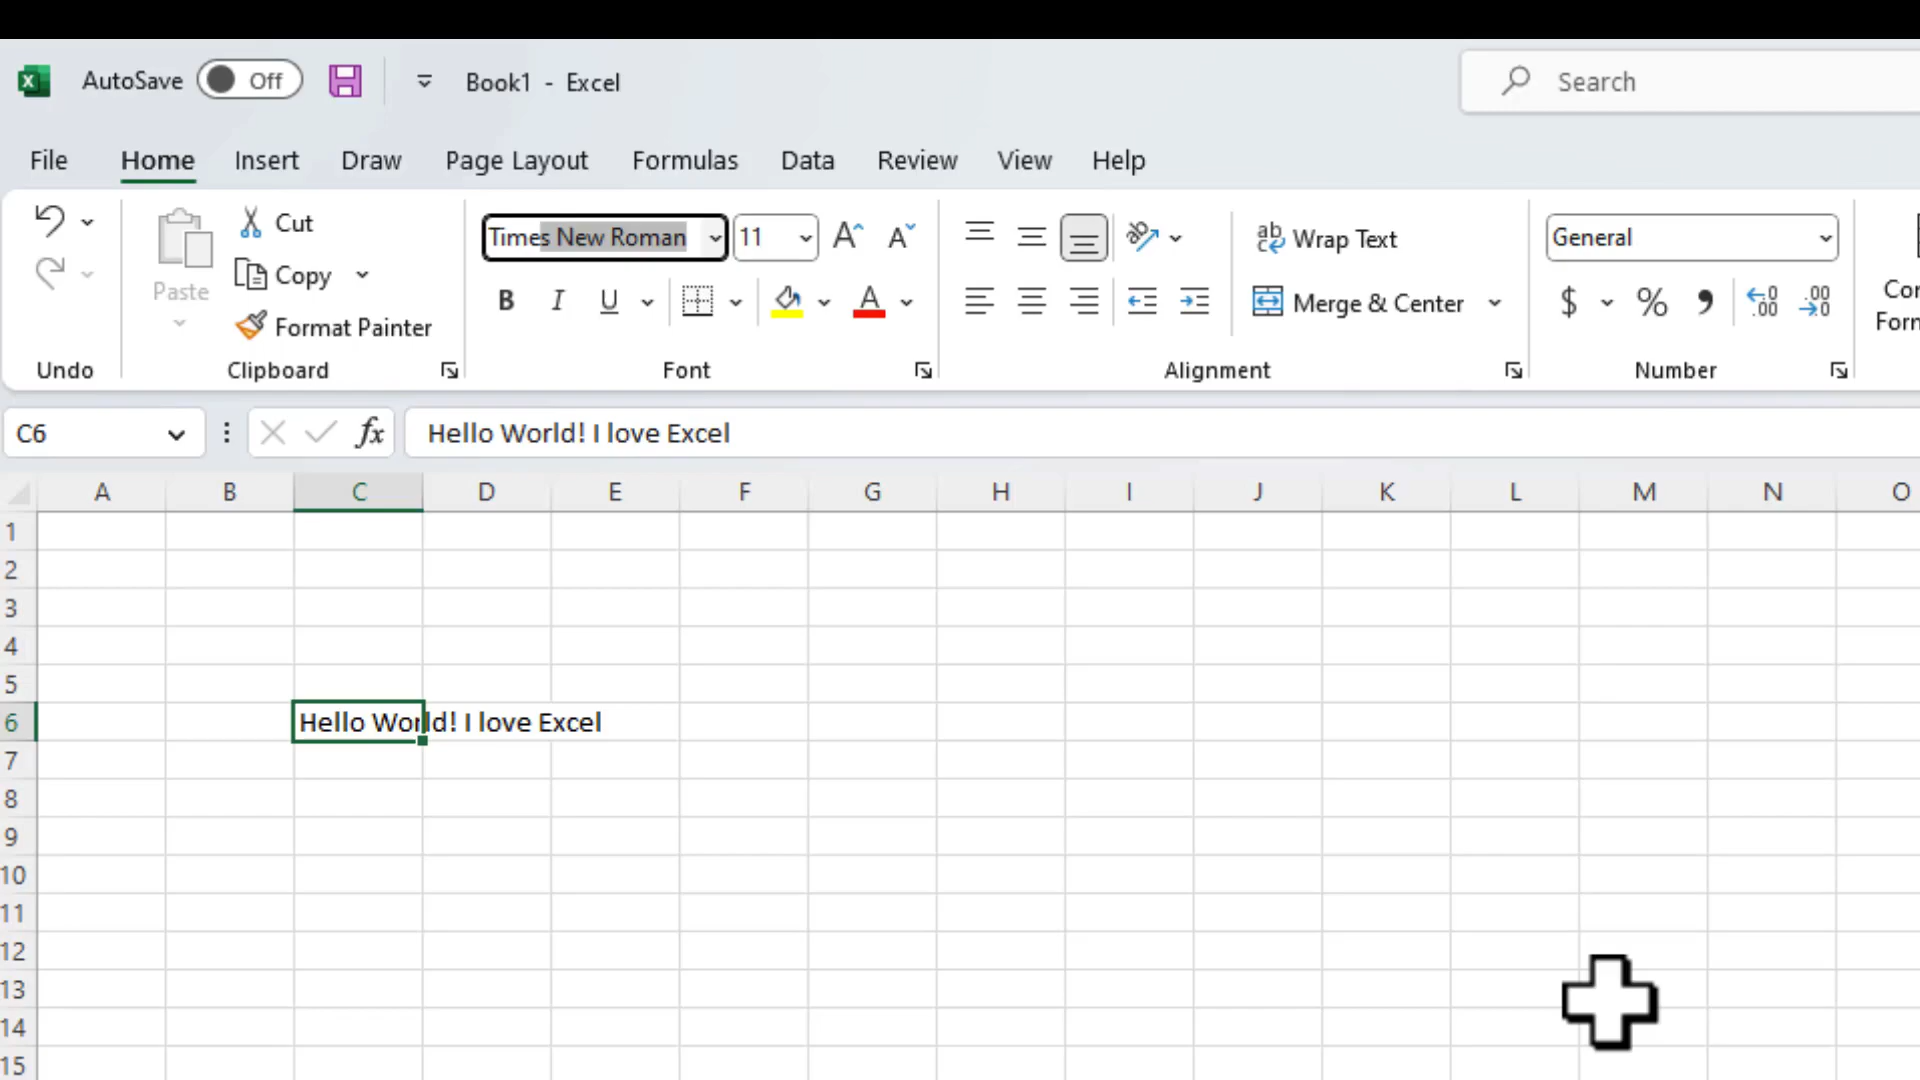 AutoSave Off Book1 - Excel Search
File Home Insert Draw Page Layout Formulas Data Review View Help
Cut Times New Roman 11 Wrap Text General
Paste Copy
B I U Merge & Center $ % Con
Format Painter Forn
Undo Clipboard Font Alignment Number
C6 fx Hello World! I love Excel
A B C D E F G H I J K L M N O
1
2
3
4
5
6 Hello World! I love Excel
7
8
9
10
11
12
13
14
15